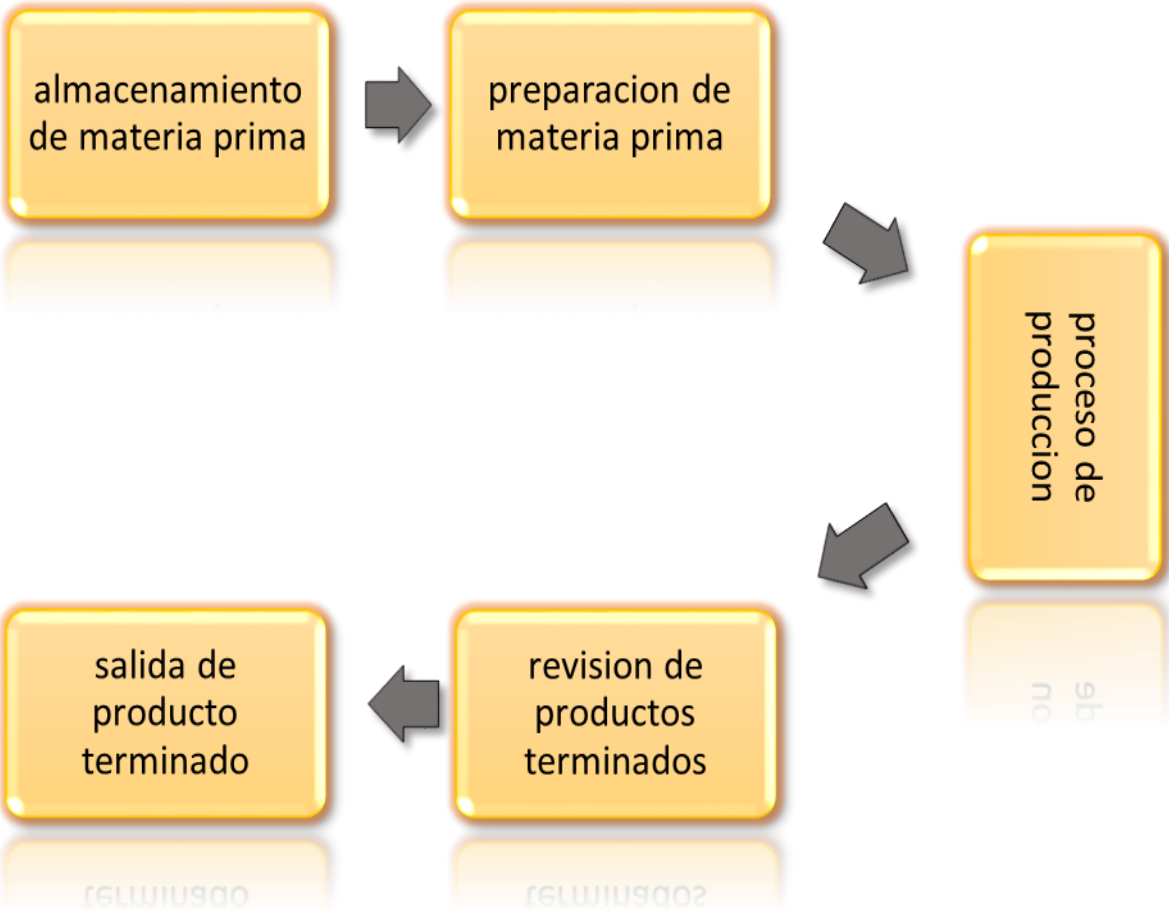 almacenamiento
de materia prima
preparacion de
materia prima
proceso de
produccion
revision de
productos
terminados
salida de
producto
terminado